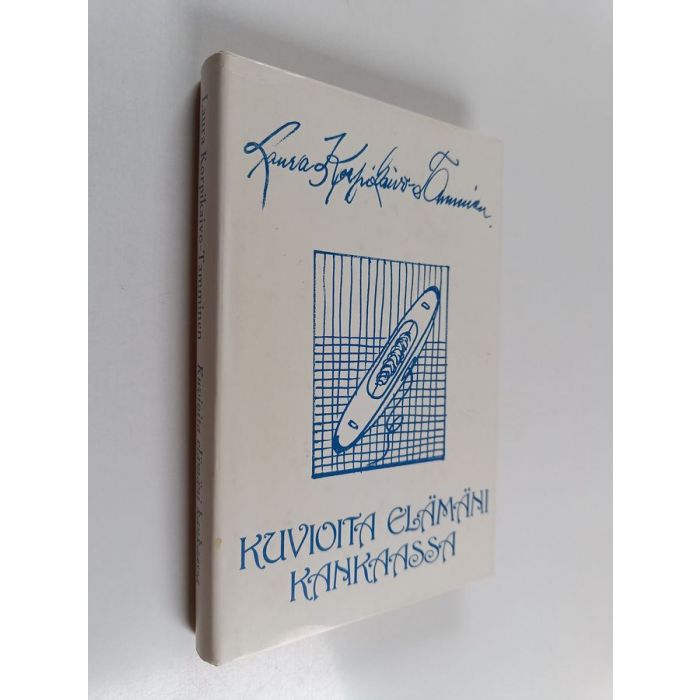 Laura Korpikaivo-Tamminen Kuvioita elämäni kankaassa
Laura Korpikaivo-Tamminen.
KUVIOITA ELÄMÄNI
KANKAASSA